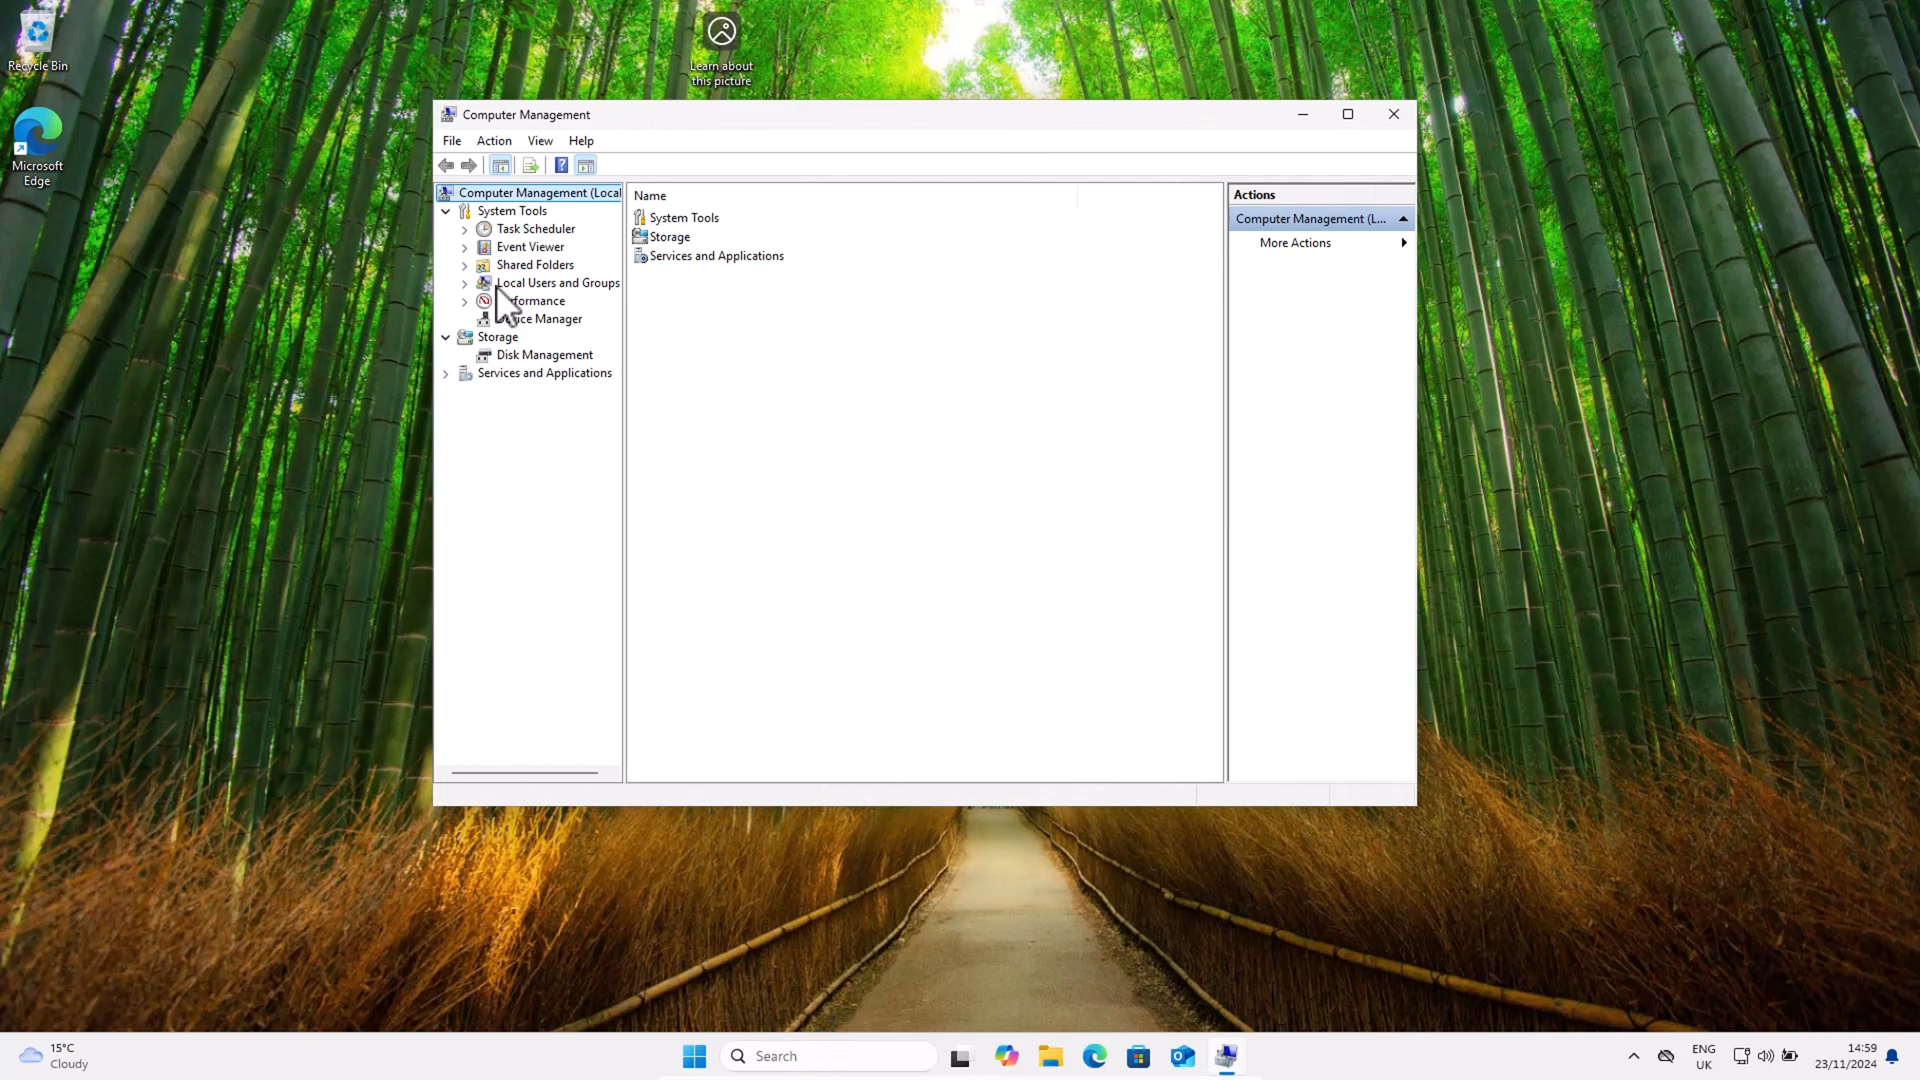 Recycle Bin
Learn about
this picture
Microsoft
Edge
Computer Management
File Action View Help
Computer Management (Local
System Tools
Task Scheduler
Event Viewer
Shared Folders
Local Users and Groups
Storage
Disk Management
Services and Applications
Name
System Tools
Storage
Services and Applications
Actions
Computer Management (L...
More Actions
15°C
Cloudy
Search
ENG
UK
14:59
23/11/2024